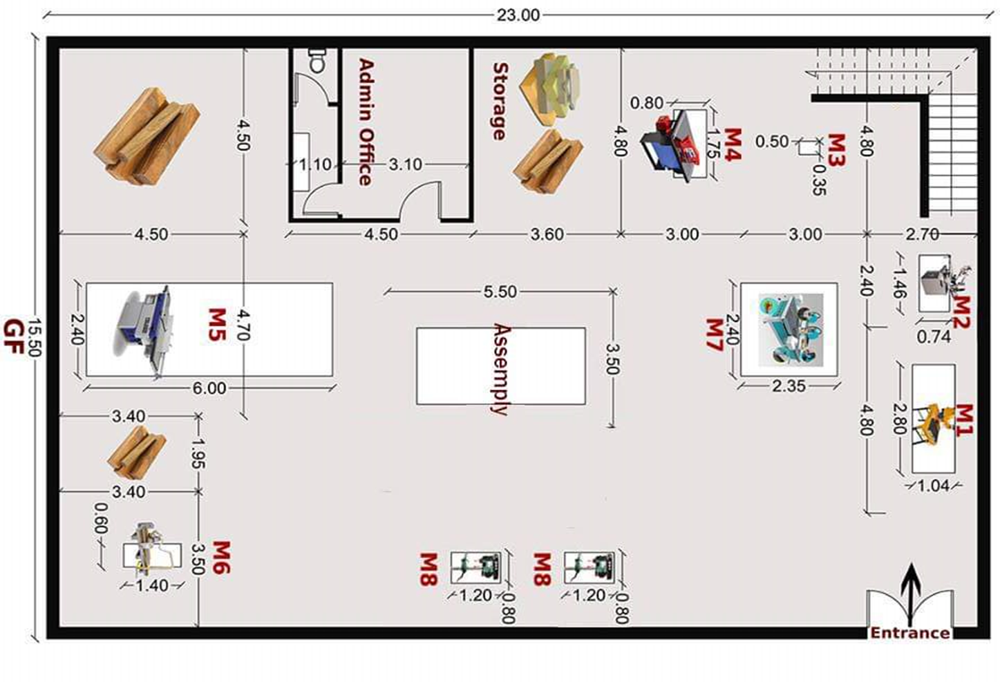 23.00
Admin Office
Storage
4.50
4.80
0.80
M4
1.75
0.50
M3
0.35
4.80
1.10
3.10
4.50
4.50
3.60
3.00
3.00
2.70
GF
15.50
2.40
M5
4.70
6.00
5.50
Assemply
3.50
M7
2.40
2.35
2.40
1.46
M2
0.74
4.80
2.80
M1
1.04
3.40
1.95
3.40
0.60
M6
3.50
1.40
M8
1.20
0.80
M8
1.20
0.80
Entrance